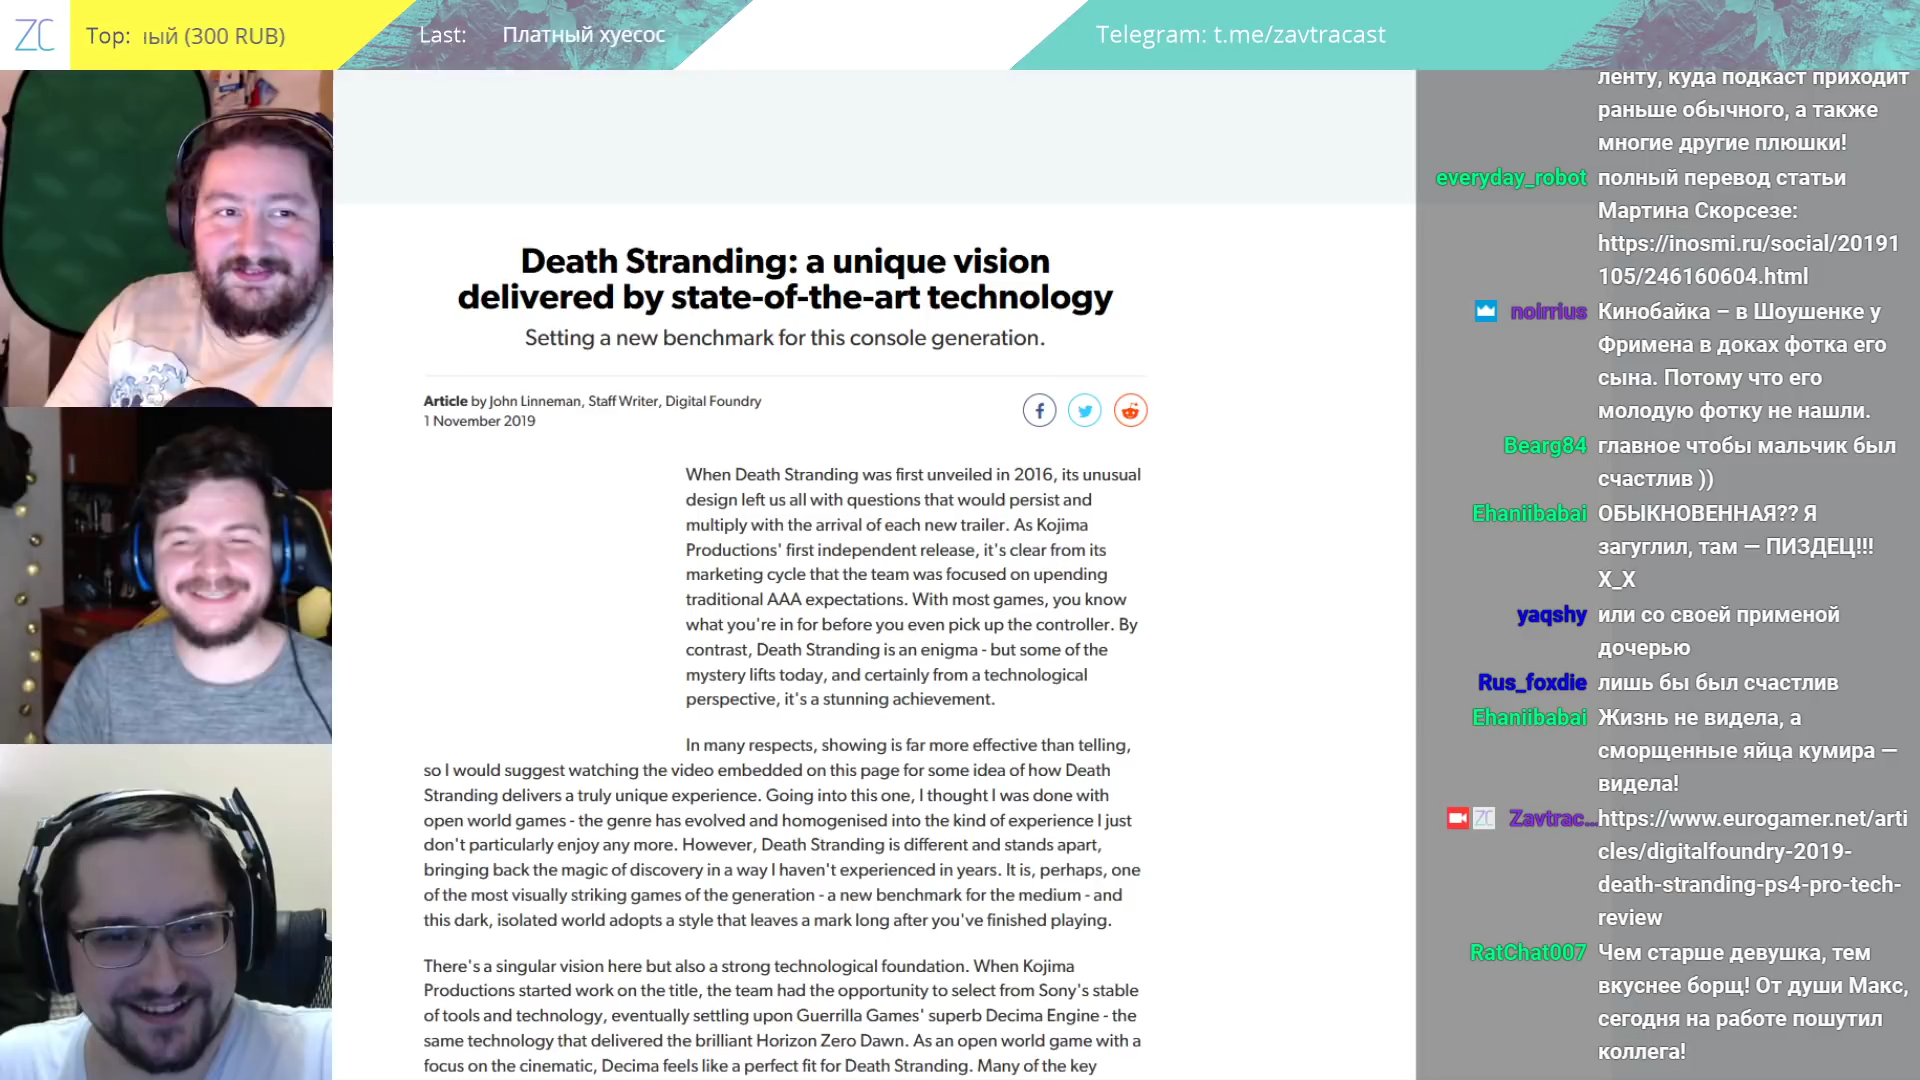 ZC
Top: ный (300 RUB)
Last: Платный хуесос
Telegram: t.me/zavtracast
Death Stranding: a unique vision
delivered by state-of-the-art technology
Setting a new benchmark for this console generation.
Article by John Linneman, Staff Writer, Digital Foundry
1 November 2019
When Death Stranding was first unveiled in 2016, its unusual
design left us all with questions that would persist and
multiply with the arrival of each new trailer. As Kojima
Productions' first independent release, it's clear from its
marketing cycle that the team was focused on upending
traditional AAA expectations. With most games, you know
what you're in for before you even pick up the controller. By
contrast, Death Stranding is an enigma - but some of the
mystery lifts today, and certainly from a technological
perspective, it's a stunning achievement.
In many respects, showing is far more effective than telling,
so I would suggest watching the video embedded on this page for some idea of how Death
Stranding delivers a truly unique experience. Going into this one, I thought I was done with
open world games - the genre has evolved and homogenised into the kind of experience I just
don't particularly enjoy any more. However, Death Stranding is different and stands apart,
bringing back the magic of discovery in a way I haven't experienced in years. It is, perhaps, one
of the most visually striking games of the generation - a new benchmark for the medium - and
this dark, isolated world adopts a style that leaves a mark long after you've finished playing.
There's a singular vision here but also a strong technological foundation. When Kojima
Productions started work on the title, the team had the opportunity to select from Sony's stable
of tools and technology, eventually settling upon Guerrilla Games' superb Decima Engine - the
same technology that delivered the brilliant Horizon Zero Dawn. As an open world game with a
focus on the cinematic, Decima feels like a perfect fit for Death Stranding. Many of the key
ленту, куда подкаст приходит
раньше обычного, а также
многие другие плюшки!
everyday_robot полный перевод статьи
Мартина Скорсезе:
https://inosmi.ru/social/20191
105/246160604.html
noirrius Кинобайка – в Шоушенке у
Фримена в доках фотка его
сына. Потому что его
молодую фотку не нашли.
Bearg84 главное чтобы мальчик был
счастлив ))
Ehaniibabai ОБЫКНОВЕННАЯ?? Я
загуглил, там — ПИЗДЕЦ!!!
X_X
yaqshy или со своей применой
дочерью
Rus_foxdie лишь бы был счастлив
Ehaniibabai Жизнь не видела, а
сморщенные яйца кумира —
видела!
ZC Zavtrac... https://www.eurogamer.net/arti
cles/digitalfoundry-2019-
death-stranding-ps4-pro-tech-
review
RatChat007 Чем старше девушка, тем
вкуснее борщ! От души Макс,
сегодня на работе пошутил
коллега!